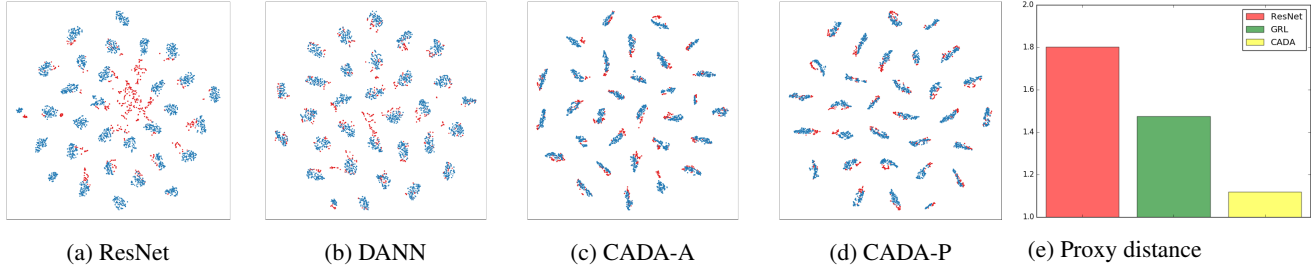 ResNet
GRL
CADA
2.0
1.8
1.6
1.4
1.2
1.0
(a) ResNet
(b) DANN
(c) CADA-A
(d) CADA-P
(e) Proxy distance